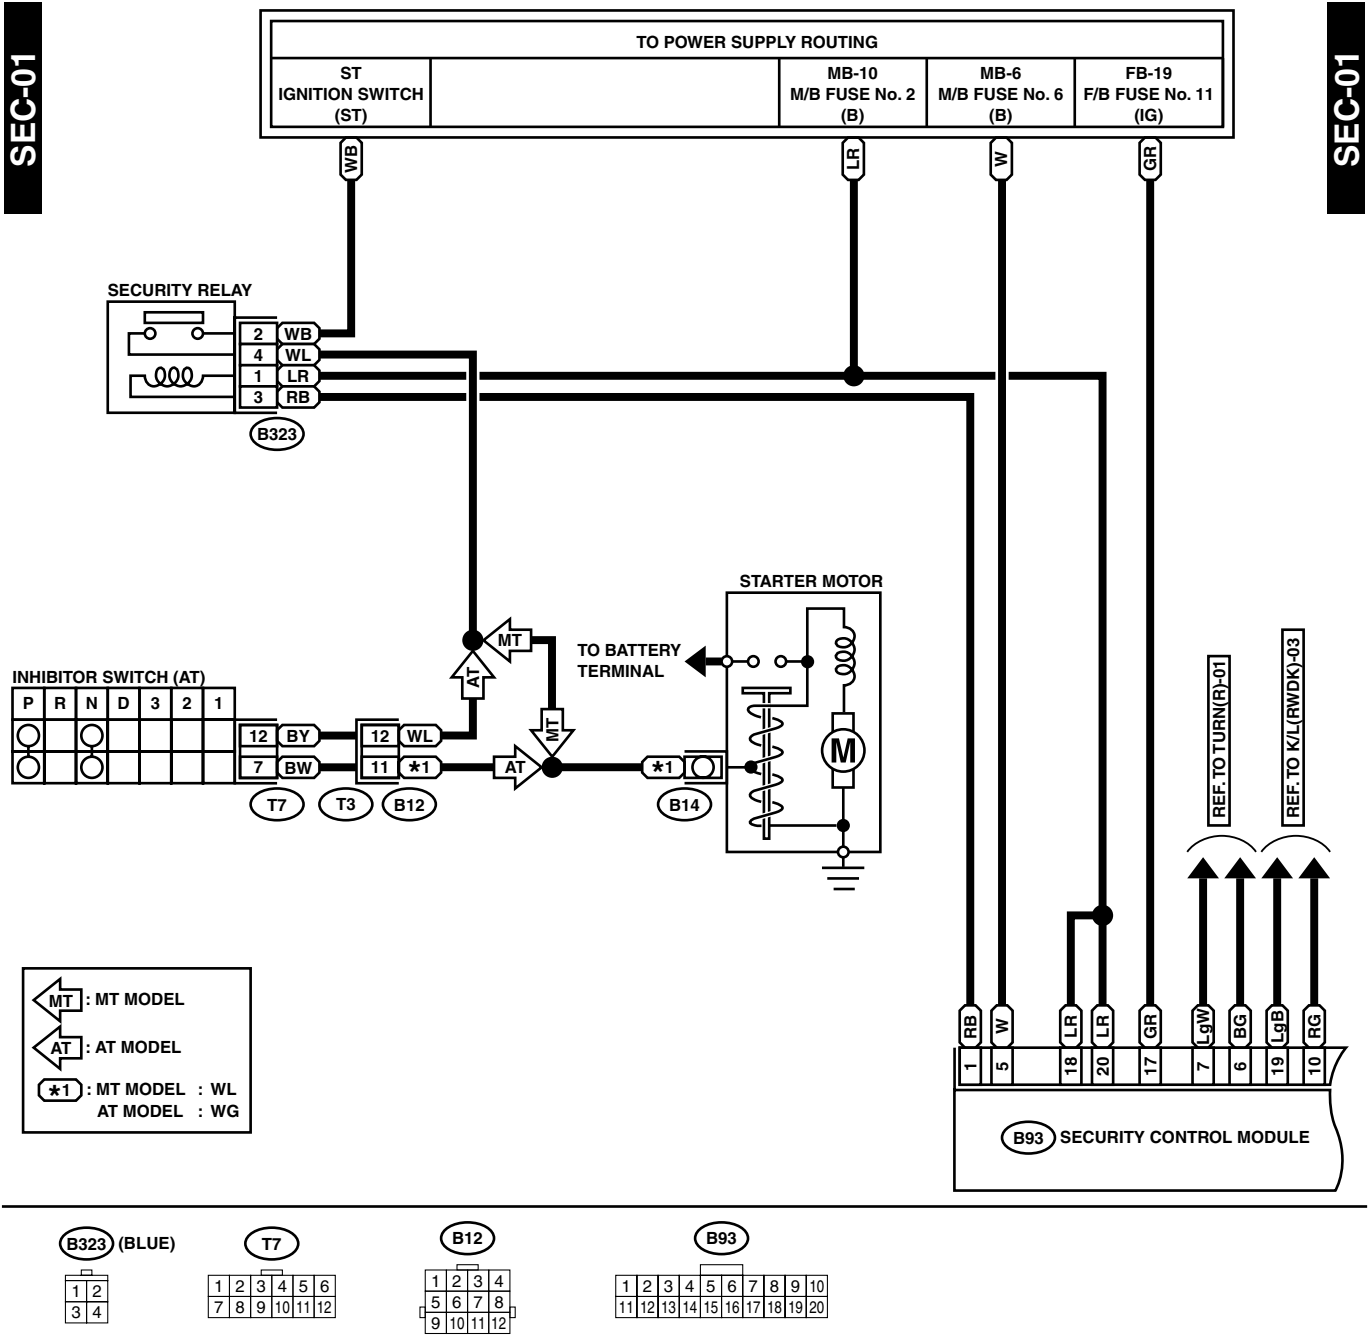 SEC-01
SEC-01
TO POWER SUPPLY ROUTING
ST
IGNITION SWITCH
(ST)
MB-10
M/B FUSE No. 2
(B)
MB-6
M/B FUSE No. 6
(B)
FB-19
F/B FUSE No. 11
(IG)
WB
LR
W
GR
SECURITY RELAY
2 WB
4 WL
1 LR
3 RB
B323
STARTER MOTOR
TO BATTERY
TERMINAL
MT
AT
MT
INHIBITOR SWITCH (AT)
P R N D 3 2 1
12 BY 12 WL
7 BW 11 *1 AT *1
M
T7 T3 B12 B14
REF. TO TURN(R)-01
REF. TO K/L(RWDK)-03
MT : MT MODEL
AT : AT MODEL
*1 : MT MODEL : WL
AT MODEL : WG
RB W LR LR GR LgW BG LgB RG
1 5 18 20 17 7 6 19 10
B93 SECURITY CONTROL MODULE
B323 (BLUE)
1 2
3 4
T7
1 2 3 4 5 6
7 8 9 10 11 12
B12
1 2 3 4
5 6 7 8
9 10 11 12
B93
1 2 3 4 5 6 7 8 9 10
11 12 13 14 15 16 17 18 19 20